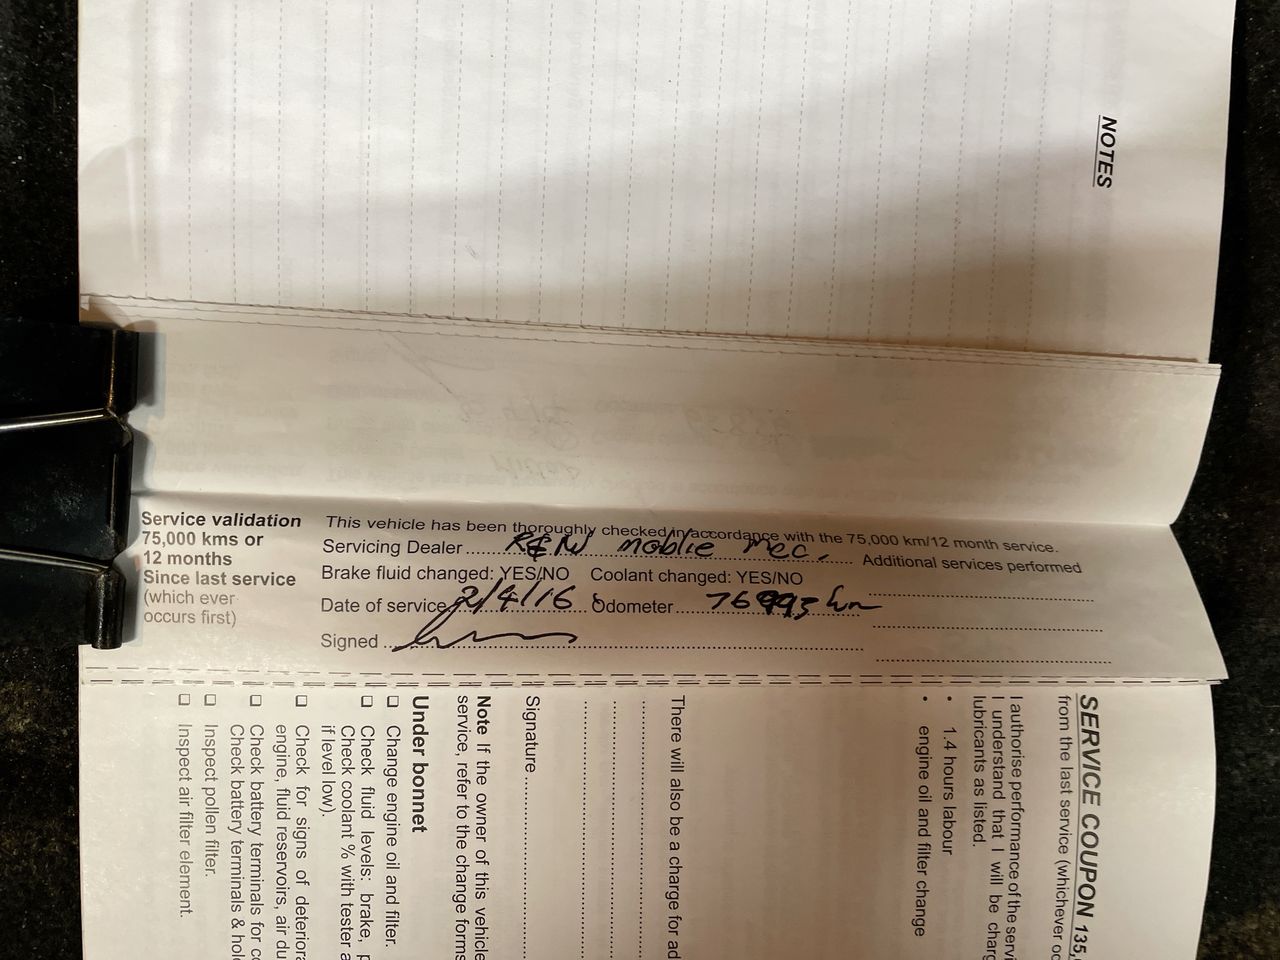 NOTES
Service validation
75,000 kms or
12 months
Since last service
(which ever
occurs first)
This vehicle has been thoroughly checked in accordance with the 75,000 km/12 month service.
Servicing Dealer R&W moblie mec.
Additional services performed
Brake fluid changed: YES/NO Coolant changed: YES/NO
Date of service 2/4/16 Odometer 76993 km
Signed
SERVICE COUPON 135,
from the last service (whichever oc
I authorise performance of the servi
I understand that I will be charg
lubricants as listed.
• 1.4 hours labour
• engine oil and filter change
There will also be a charge for ad
Signature
Note If the owner of this vehicle
service, refer to the change forms
Under bonnet
❑ Change engine oil and filter.
❑ Check fluid levels: brake, p
Check coolant % with tester a
if level low).
❑ Check for signs of deteriora
engine, fluid reservoirs, air du
❑ Check battery terminals for co
Check battery terminals & hol
❑ Inspect pollen filter.
❑ Inspect air filter element.